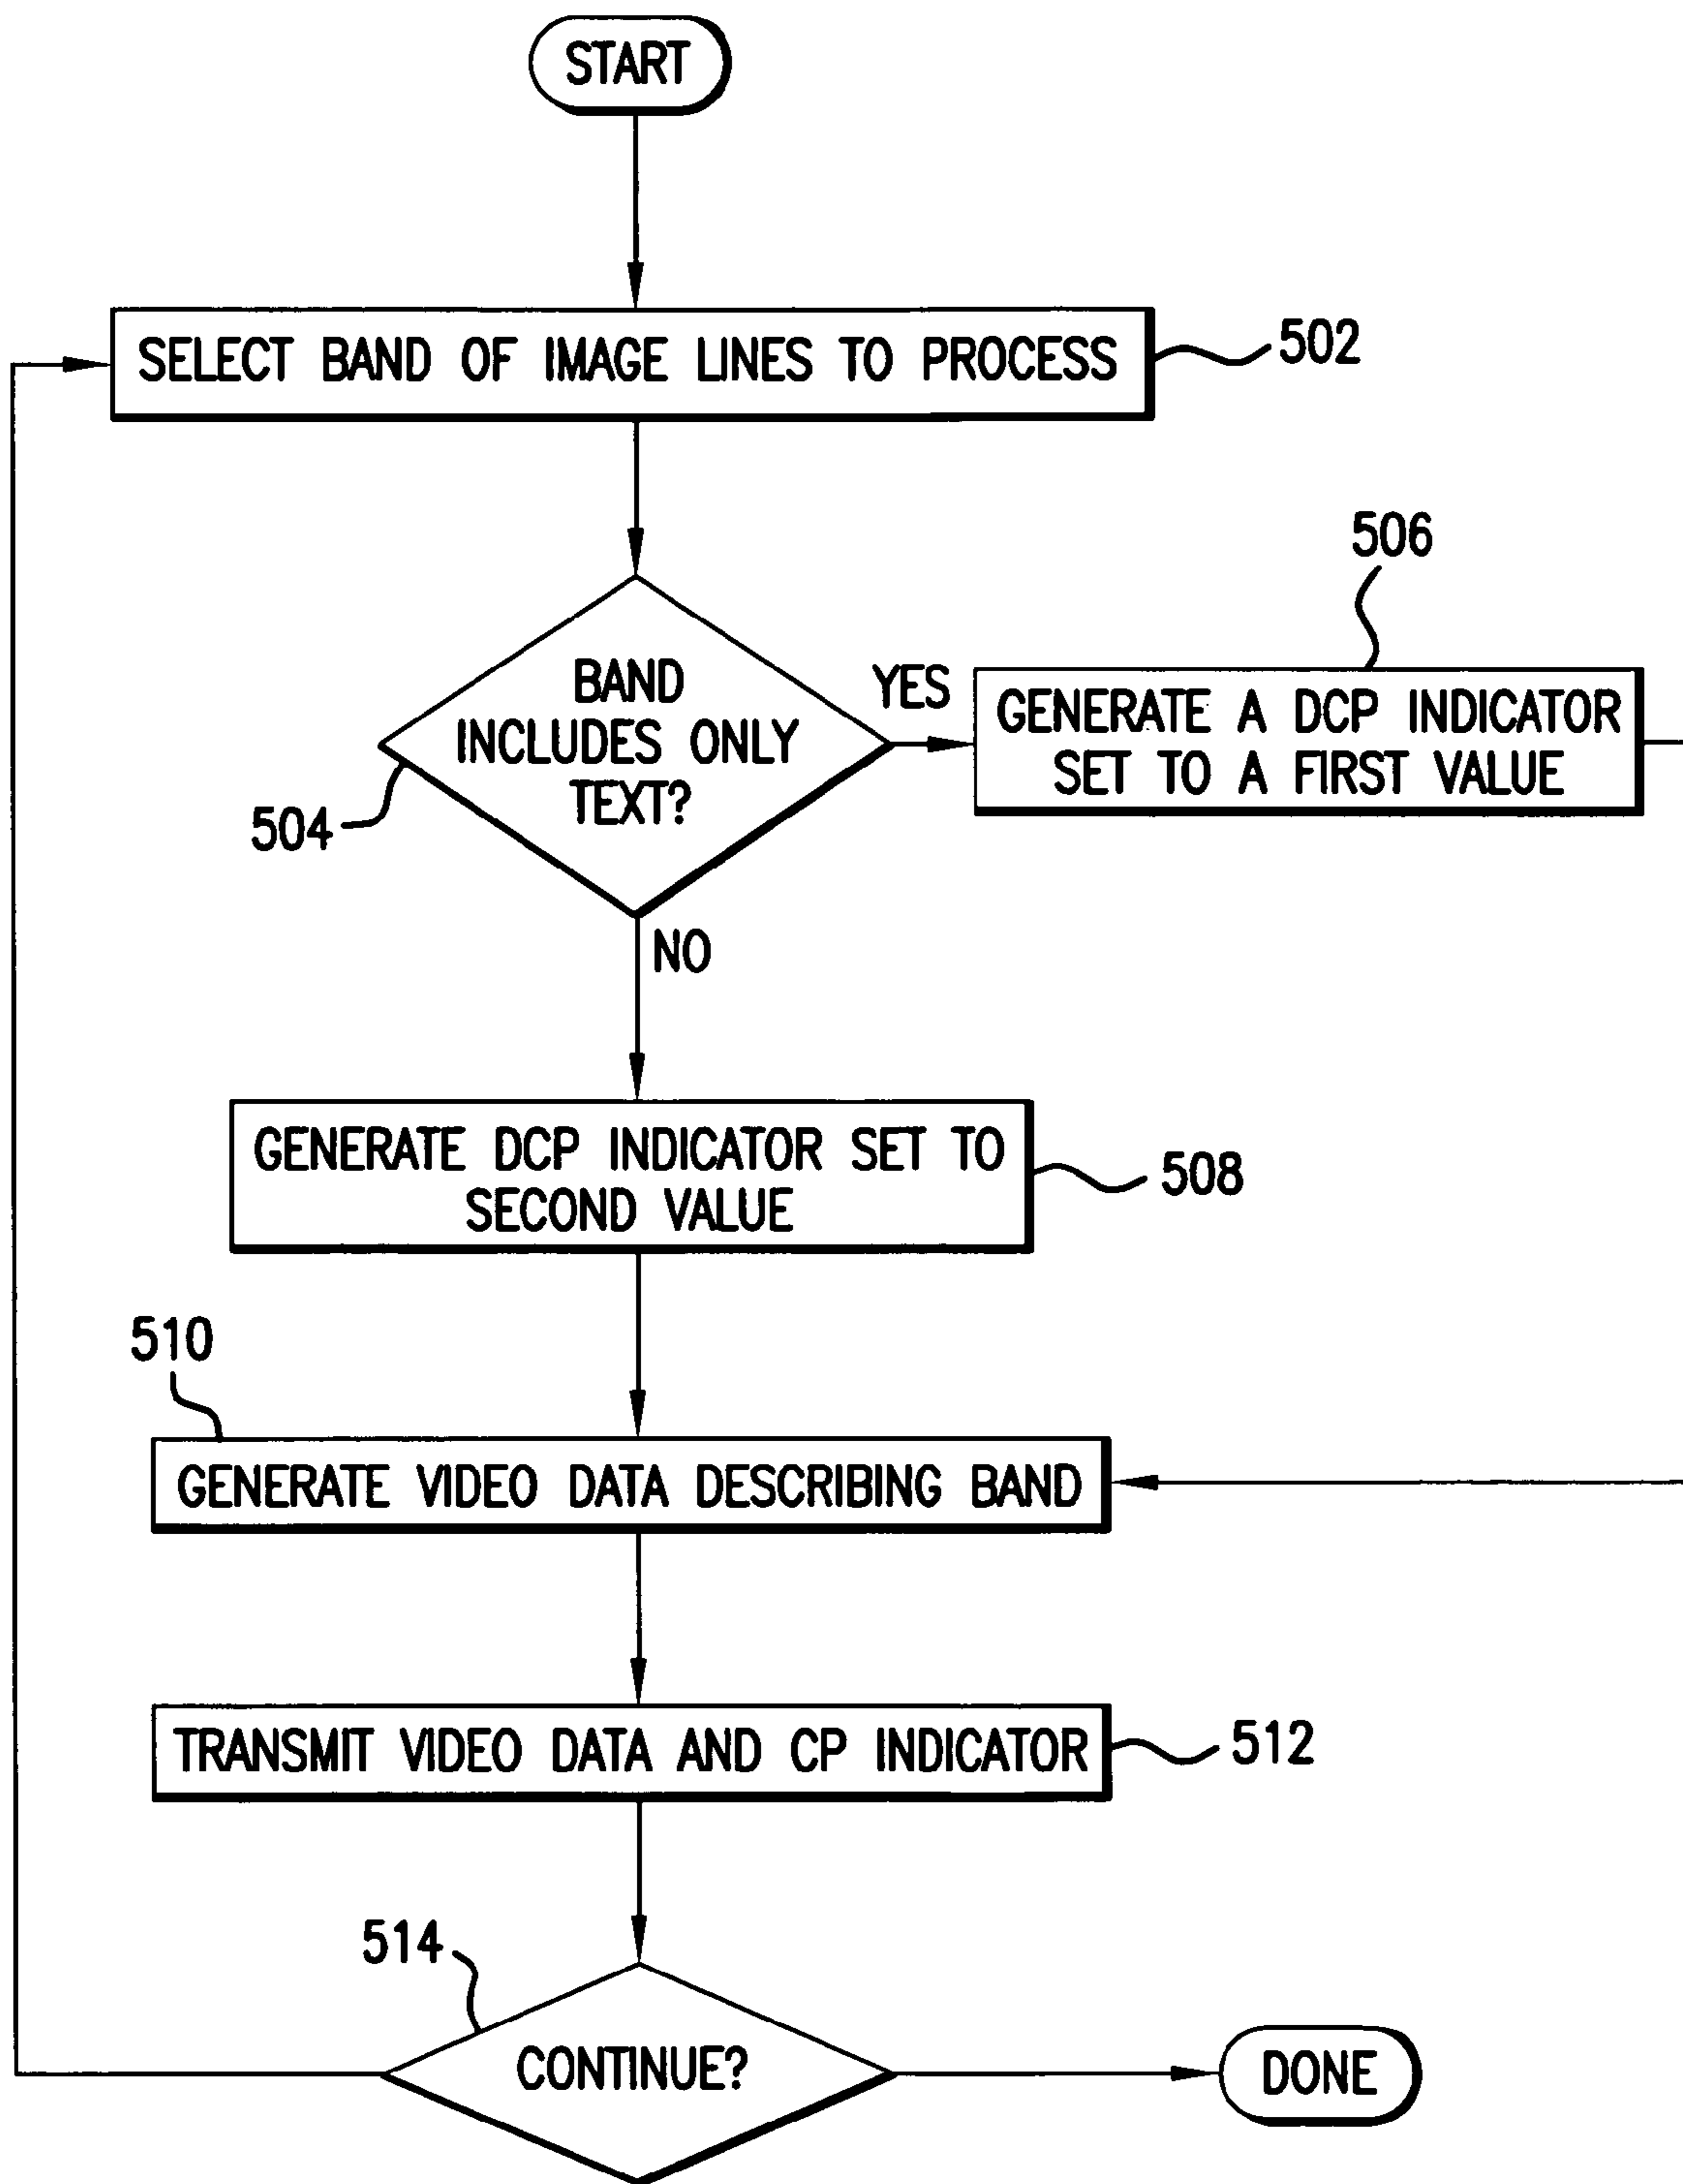 START
SELECT BAND OF IMAGE LINES TO PROCESS
502
506
BAND
INCLUDES ONLY
TEXT?
504
YES
GENERATE A DCP INDICATOR
SET TO A FIRST VALUE
NO
GENERATE DCP INDICATOR SET TO
SECOND VALUE
508
510
GENERATE VIDEO DATA DESCRIBING BAND
TRANSMIT VIDEO DATA AND CP INDICATOR
512
514
CONTINUE?
DONE